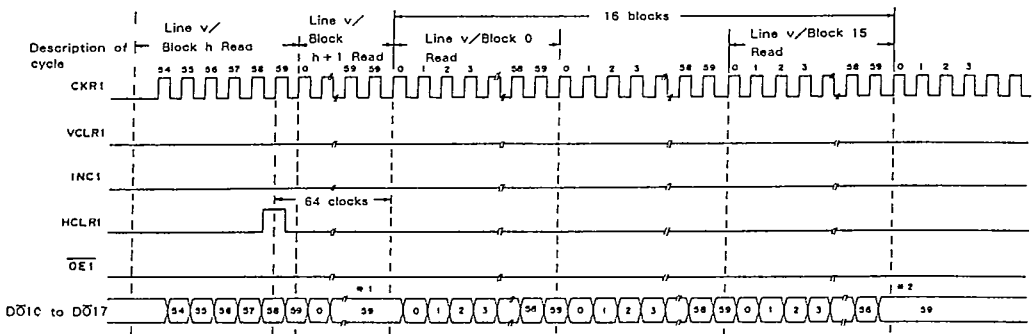 16 blocks
Line v/
Block h Read
Line v/
Block
h+1 Read
Line v/Block 0
Read
Line v/Block 15
Read
Description of
cycle
54 55 56 57 58 59 0 59 59 0 1 2 3 58 59 0 1 2 3 58 59 0 1 2 3 58 59 0 1 2 3
CKR1
VCLR1
INC1
64 clocks
HCLR1
OE1
*1
*2
DO10 to DO17
54 55 56 57 58 59 0 59 0 1 2 3 58 59 0 1 2 3 58 59 0 1 2 3 58 59